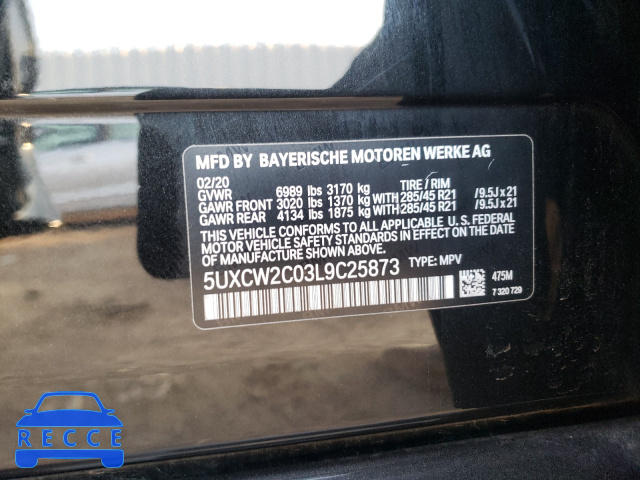 MFD BY BAYERISCHE MOTOREN WERKE AG
02/20
GVWR 6989 lbs 3170 kg TIRE / RIM
GAWR FRONT 3020 lbs 1370 kg WITH 285/45 R21 /9.5J x 21
GAWR REAR 4134 lbs 1875 kg WITH 285/45 R21 /9.5J x 21
THIS VEHICLE CONFORMS TO ALL APPLICABLE U.S. FEDERAL
MOTOR VEHICLE SAFETY AND THEFT PREVENTION STANDARDS
IN EFFECT ON THE DATE OF MANUFACTURE SHOWN ABOVE.
5UXCW2C03L9C25873 TYPE: MPV
475M
7 320 729
RECCE